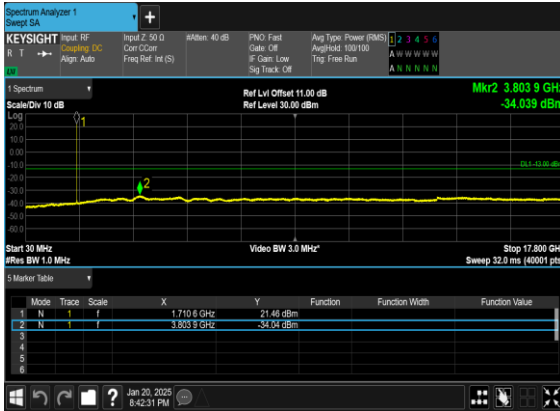 Spectrum Analyzer 1
Swept SA
+
KEYSIGHT Input: RF Input Z: 50 Ω #Atten: 40 dB PNO: Fast Avg Type: Power (RMS) 1 2 3 4 5 6
R T Coupling: DC Corr CCorr Gate: Off Avg|Hold: 100/100 A W W W W W
Align: Auto Freq Ref: Int (S) IF Gain: Low Trig: Free Run
Sig Track: Off A N N N N N
1 Spectrum
Scale/Div 10 dB
Ref Lvl Offset 11.00 dB
Ref Level 30.00 dBm
Mkr2 3.803 9 GHz
-34.039 dBm
Log
20.0
10.0
0.00
-10.0
-20.0
-30.0
-40.0
-50.0
-60.0
1
2
DL1 -13.00 dBm
Start 30 MHz Video BW 3.0 MHz* Stop 17.800 GHz
#Res BW 1.0 MHz Sweep 32.0 ms (40001 pts)
5 Marker Table
Mode Trace Scale X Y Function Function Width Function Value
1 N 1 f 1.710 6 GHz 21.46 dBm
2 N 1 f 3.803 9 GHz -34.04 dBm
3
4
5
6
? Jan 20, 2025
8:42:31 PM